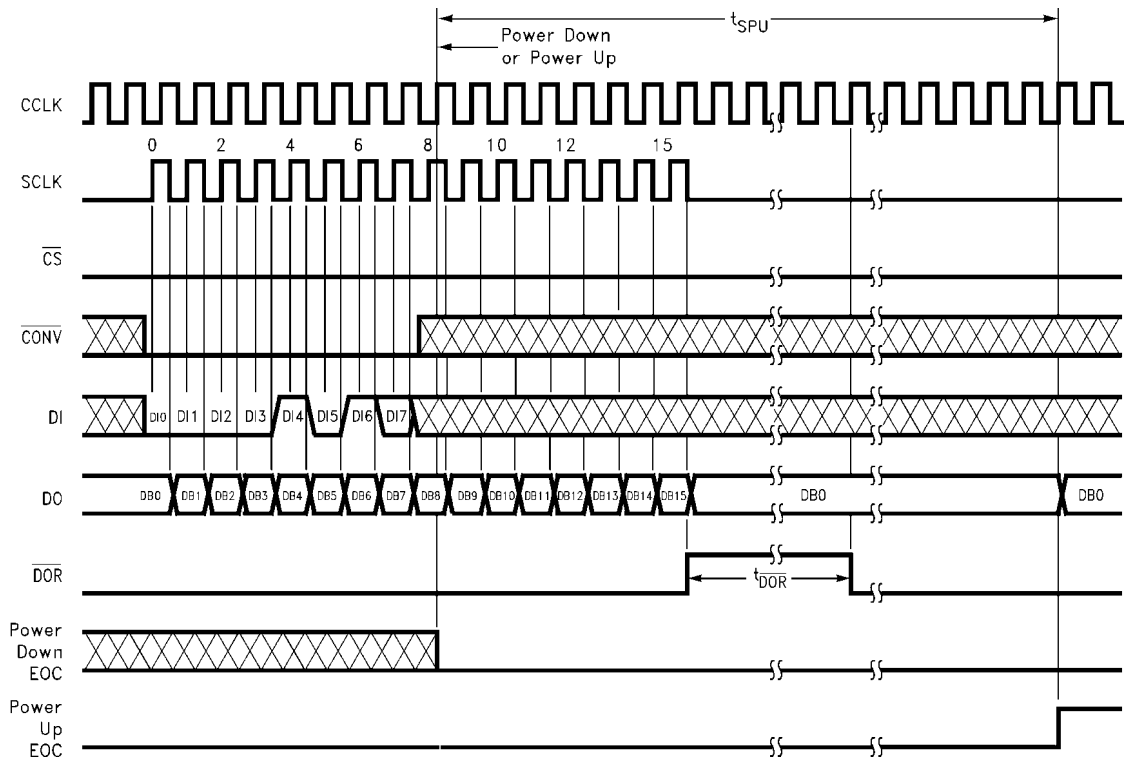 tSPU
Power Down
or Power Up
CCLK
0 2 4 6 8 10 12 15
SCLK
CS
CONV
DI DI0 DI1 DI2 DI3 DI4 DI5 DI6 DI7
DO DB0 DB1 DB2 DB3 DB4 DB5 DB6 DB7 DB8 DB9 DB10 DB11 DB12 DB13 DB14 DB15 DB0 DB0
DOR tDOR
Power
Down
EOC
Power
Up
EOC